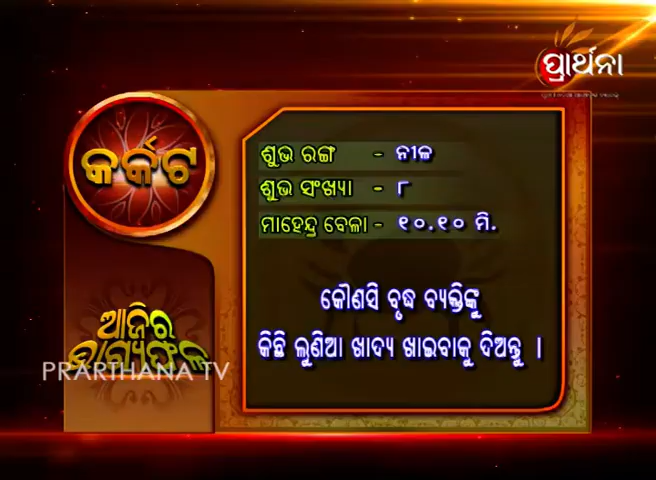 ପ୍ରାର୍ଥନା
କର୍କଟ
ଶୁଭ ରଙ୍ଗ - ନୀଳ
ଶୁଭ ସଂଖ୍ୟା - ୮
ମାହେନ୍ଦ୍ର ବେଳା - ୧୦.୧୦ ମି.
କୌଣସି ବୃଦ୍ଧ ବ୍ୟକ୍ତିଙ୍କୁ
କିଛି ଲୁଣିଆ ଖାଦ୍ୟ ଖାଇବାକୁ ଦିଅନ୍ତୁ ।
ଆଜିର
ଭାଗ୍ୟଫଳ
PRARTHANA TV